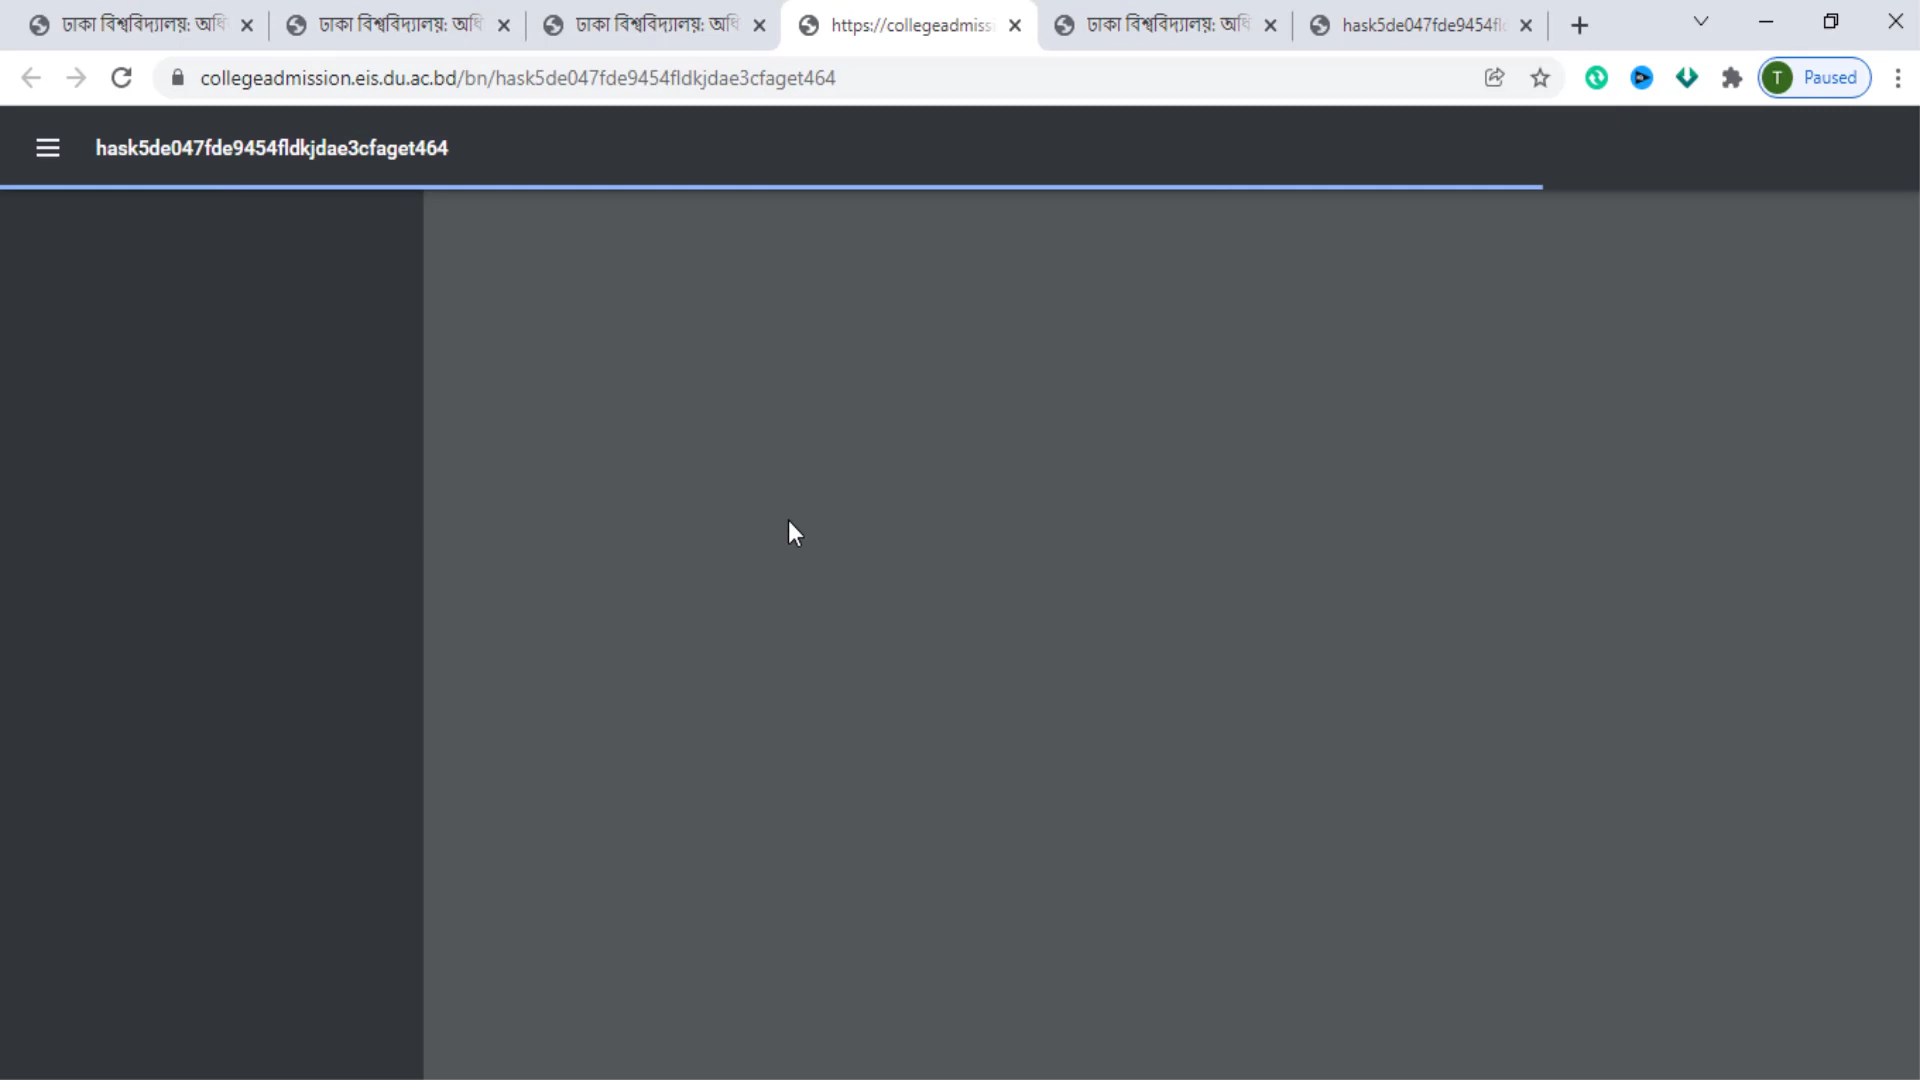 ঢাকা বিশ্ববিদ্যালয়: অধি
ঢাকা বিশ্ববিদ্যালয়: অধি
ঢাকা বিশ্ববিদ্যালয়: অধি
https://collegeadmiss
ঢাকা বিশ্ববিদ্যালয়: অধি
hask5de047fde9454fl
collegeadmission.eis.du.ac.bd/bn/hask5de047fde9454fldkjdae3cfaget464
T Paused
hask5de047fde9454fldkjdae3cfaget464